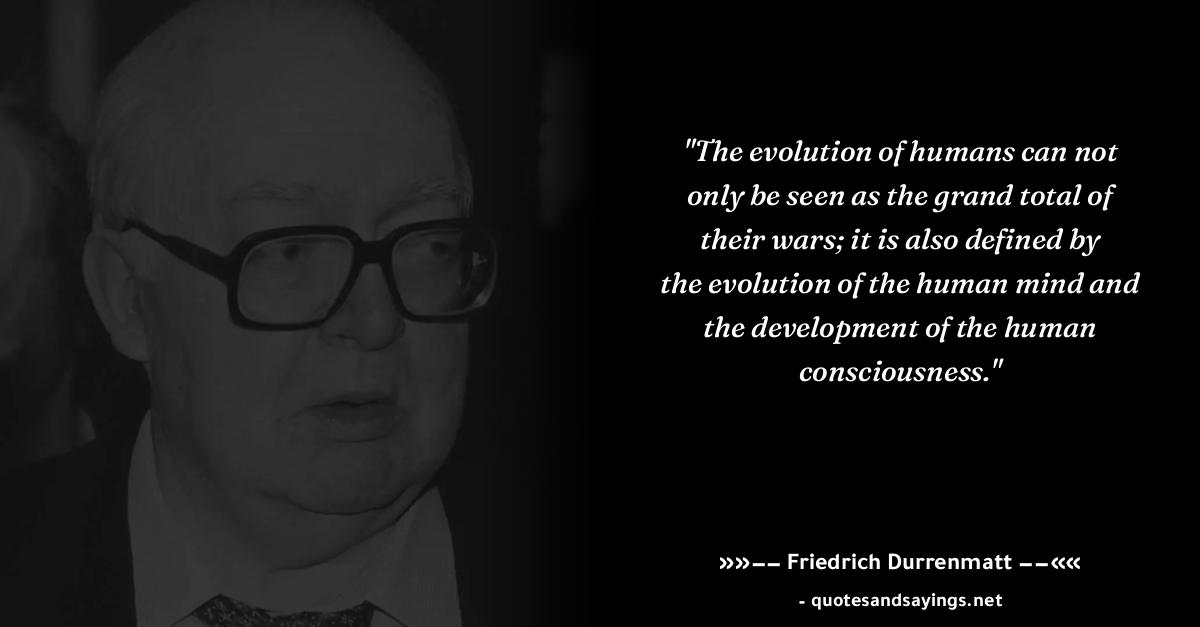 "The evolution of humans can not
only be seen as the grand total of
their wars; it is also defined by
the evolution of the human mind and
the development of the human
consciousness."
»»−− Friedrich Durrenmatt −−««
- quotesandsayings.net